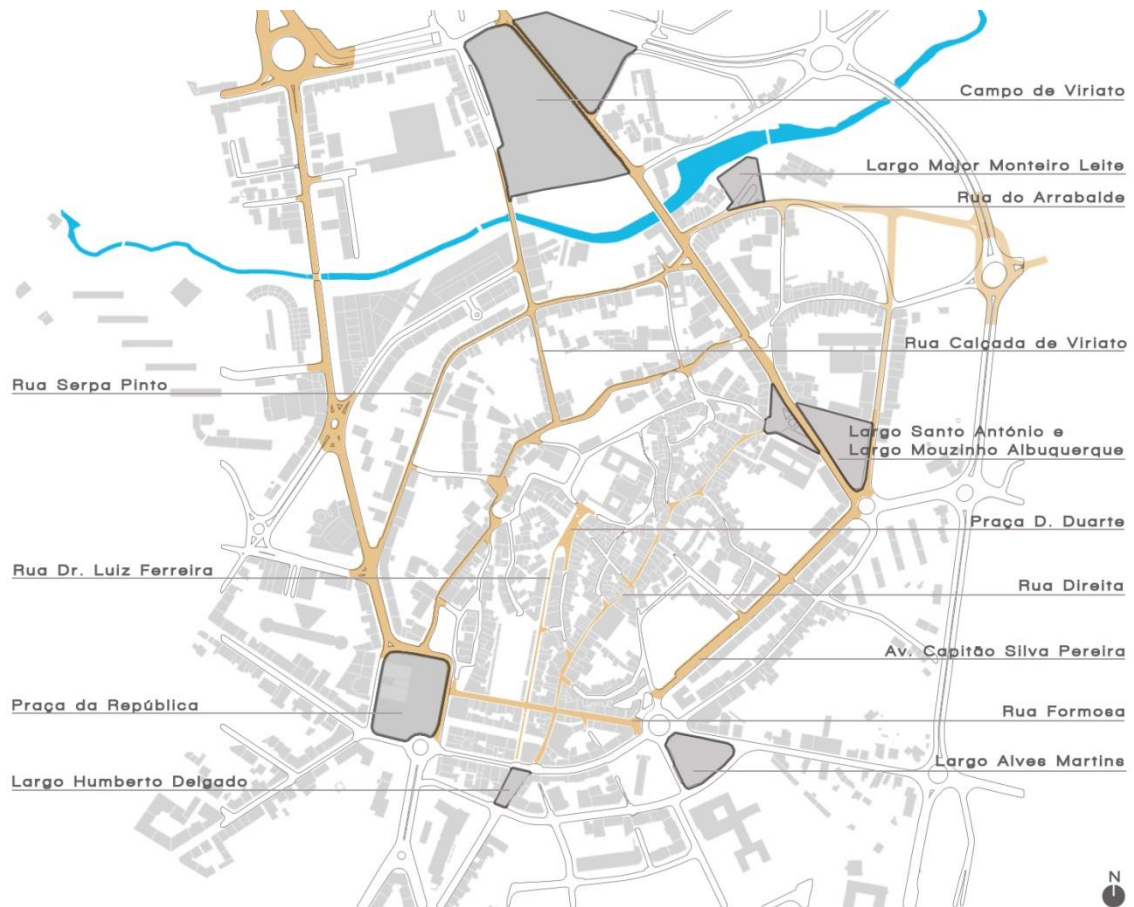 Campo de Viriato
Largo Major Monteiro Leite
Rua do Arrabalde
Rua Calçada de Viriato
Rua Serpa Pinto
Largo Santo António e
Largo Mouzinho Albuquerque
Praça D. Duarte
Rua Dr. Luiz Ferreira
Rua Direita
Av. Capitão Silva Pereira
Praça da República
Rua Formosa
Largo Alves Martins
Largo Humberto Delgado
N